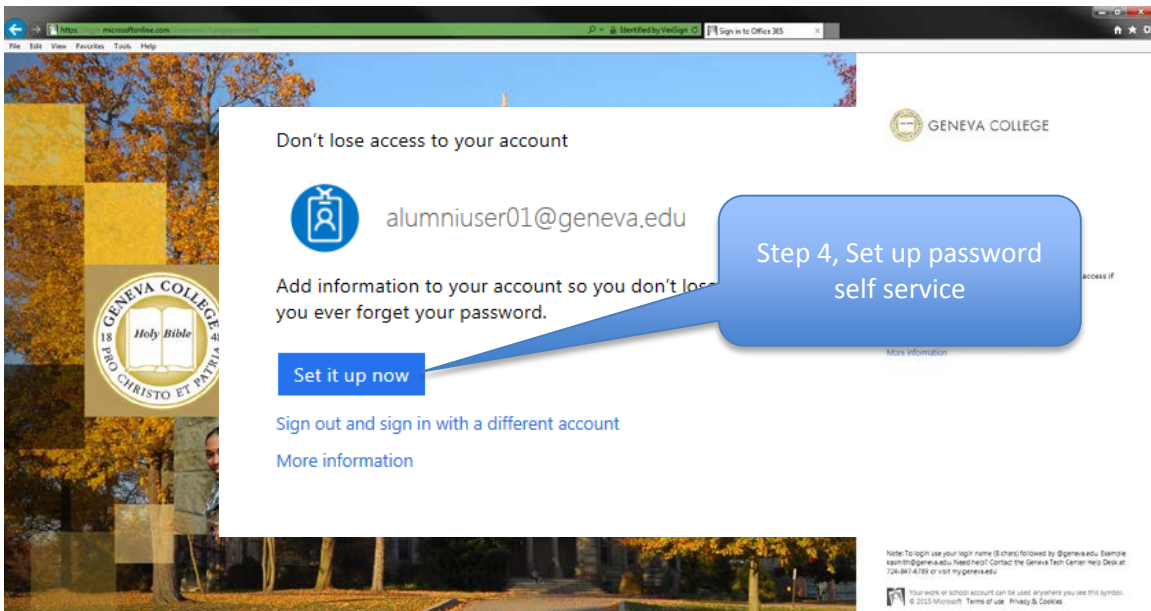 https microsoftonline.com
Identified by VeriSign
Sign in to Office 365
File Edit View Favorites Tools Help
GENEVA COLLEGE
Don't lose access to your account
alumniuser01@geneva.edu
Step 4, Set up password
self service
Add information to your account so you don't lose
access if
you ever forget your password.
More information
Set it up now
Sign out and sign in with a different account
More information
GENEVA COLLEGE
18
Holy Bible
PRO CHRISTO ET PATRIA
Note: To login use your login name (8 chars) followed by @geneva.edu. Example
kasmith@geneva.edu. Need help? Contact the Geneva Tech Center Help Desk at
724-847-6789 or visit my.geneva.edu
Your work or school account can be used anywhere you see this symbol.
© 2015 Microsoft Terms of use Privacy & Cookies